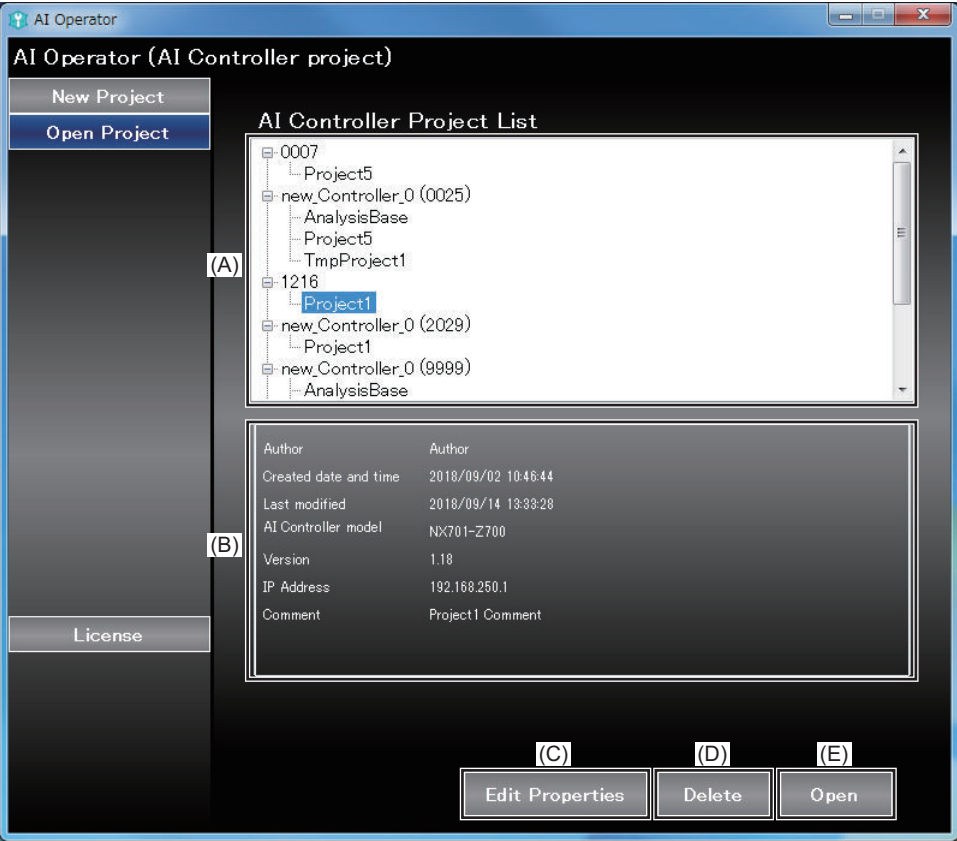 AI Operator
AI Operator (AI Controller project)
New Project
Open Project
AI Controller Project List
0007
Project5
new_Controller_0 (0025)
AnalysisBase
Project5
TmpProject1
(A)
1216
Project1
new_Controller_0 (2029)
Project1
new_Controller_0 (9999)
AnalysisBase
Author Author
Created date and time 2018/09/02 10:46:44
Last modified 2018/09/14 13:33:28
AI Controller model NX701-Z700
(B)
Version 1.18
IP Address 192.168.250.1
Comment Project1 Comment
License
(C) (D) (E)
Edit Properties Delete Open